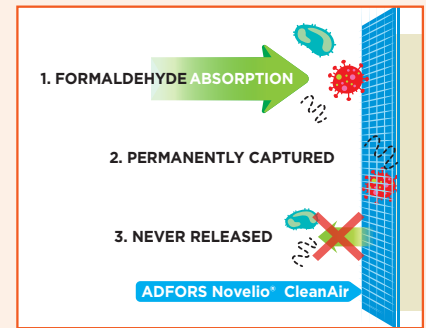 1. FORMALDEHYDE ABSORPTION
2. PERMANENTLY CAPTURED
3. NEVER RELEASED
ADFORS Novelio® CleanAir